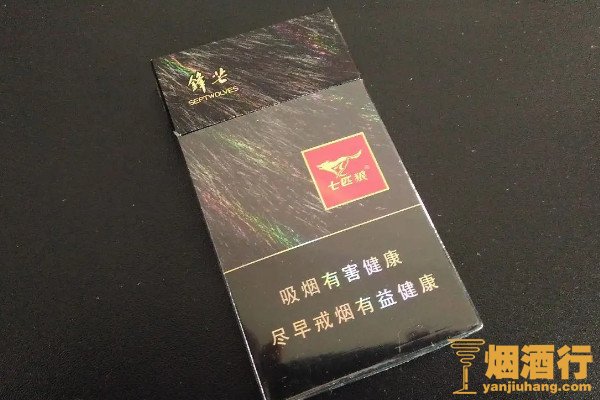 锋芒
SEPTWOLVES
七匹狼
吸烟有害健康
尽早戒烟有益健康
烟酒行
yanjiuhang.com